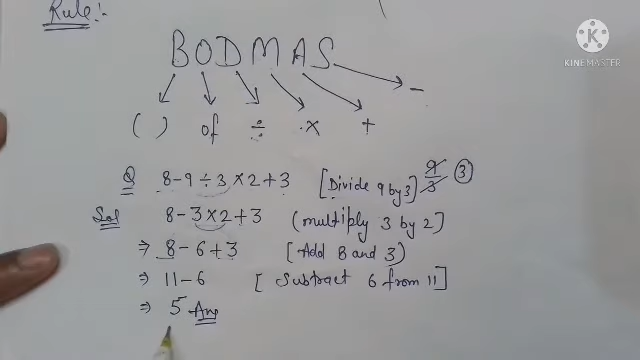 Rule:-
K
KINEMASTER
BODMAS
( ) of ÷ × + -
Q 8-9÷3×2+3 [Divide 9 by 3] 9/3 3
Sol 8-3×2+3 (multiply 3 by 2)
⇒ 8-6+3 [Add 8 and 3)
⇒ 11-6 [Subtract 6 from 11]
⇒ 5 Ans